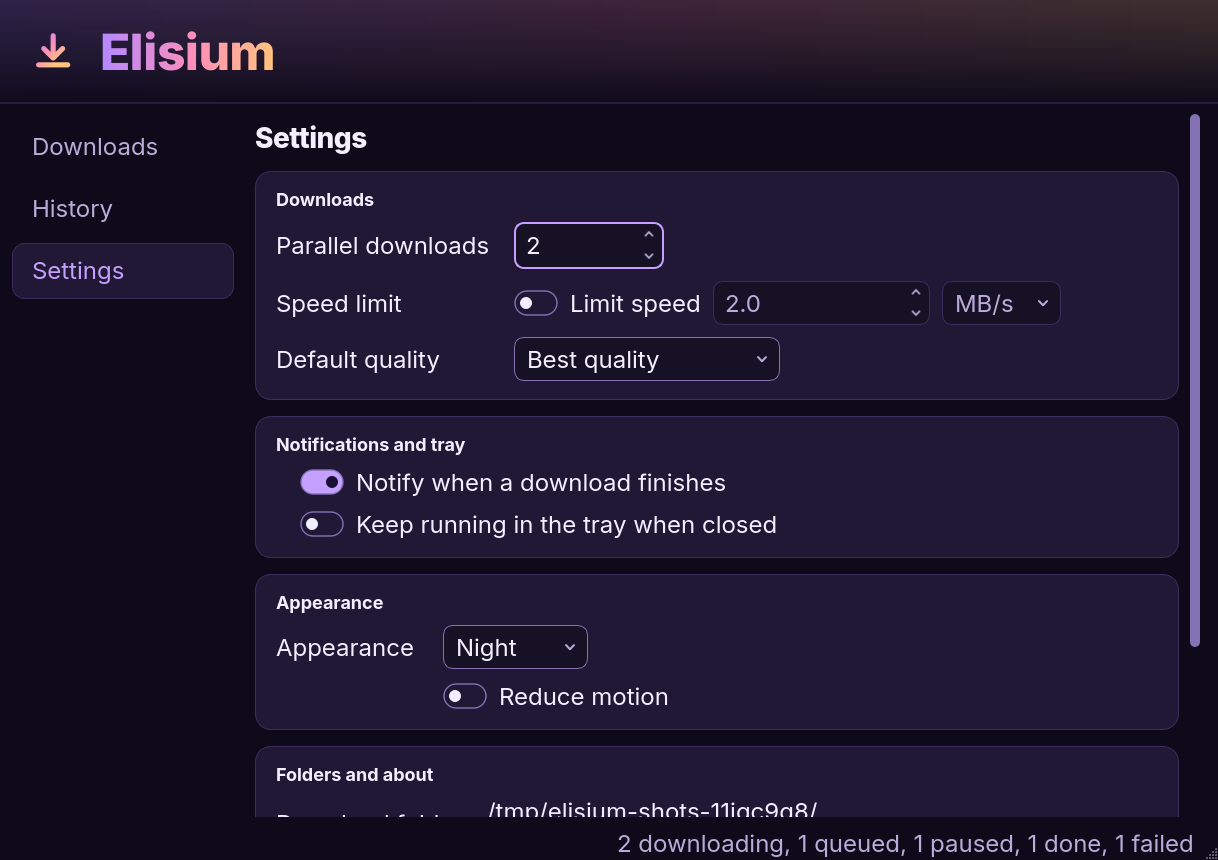 Elisium
Downloads
History
Settings
Settings
Downloads
Parallel downloads 2
Speed limit Limit speed 2.0 MB/s
Default quality Best quality
Notifications and tray
Notify when a download finishes
Keep running in the tray when closed
Appearance
Appearance Night
Reduce motion
Folders and about
/tmp/elisium-shots-11igc9g8/
2 downloading, 1 queued, 1 paused, 1 done, 1 failed